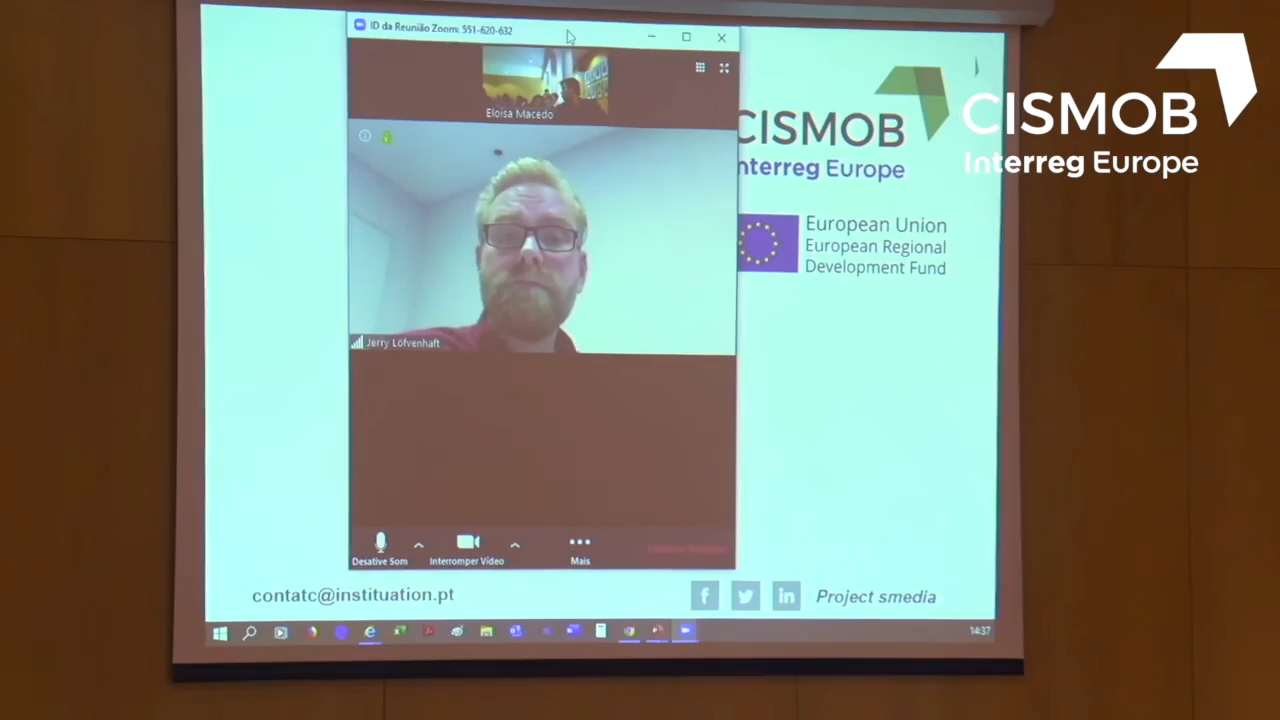 ID da Reunião Zoom: 551-620-632
Eloisa Macedo
CISMOB
Interreg Europe
CISMOB
nterreg Europe
European Union
European Regional
Development Fund
Jerry Löfvenhaft
Desative Som
Interromper Vídeo
Mais
contatc@instituation.pt
f
in
Project smedia
14:37